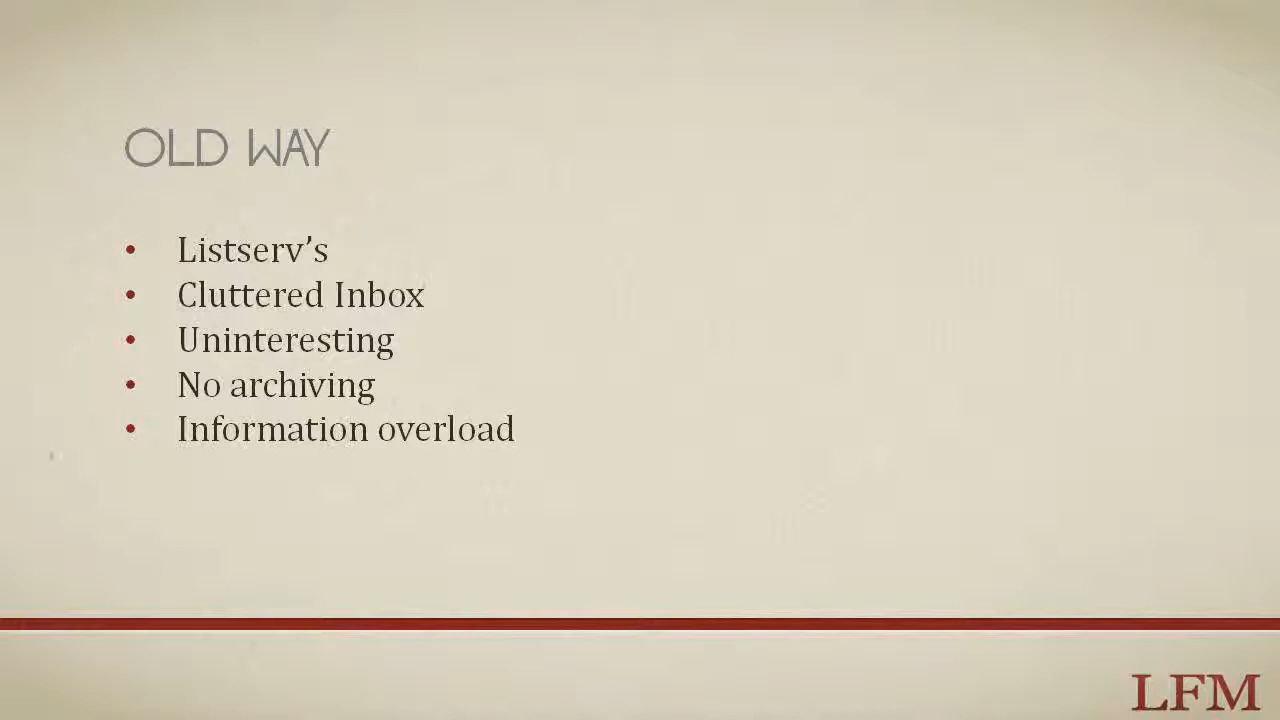 OLD WAY
• Listserv’s
• Cluttered Inbox
• Uninteresting
• No archiving
• Information overload
LFM